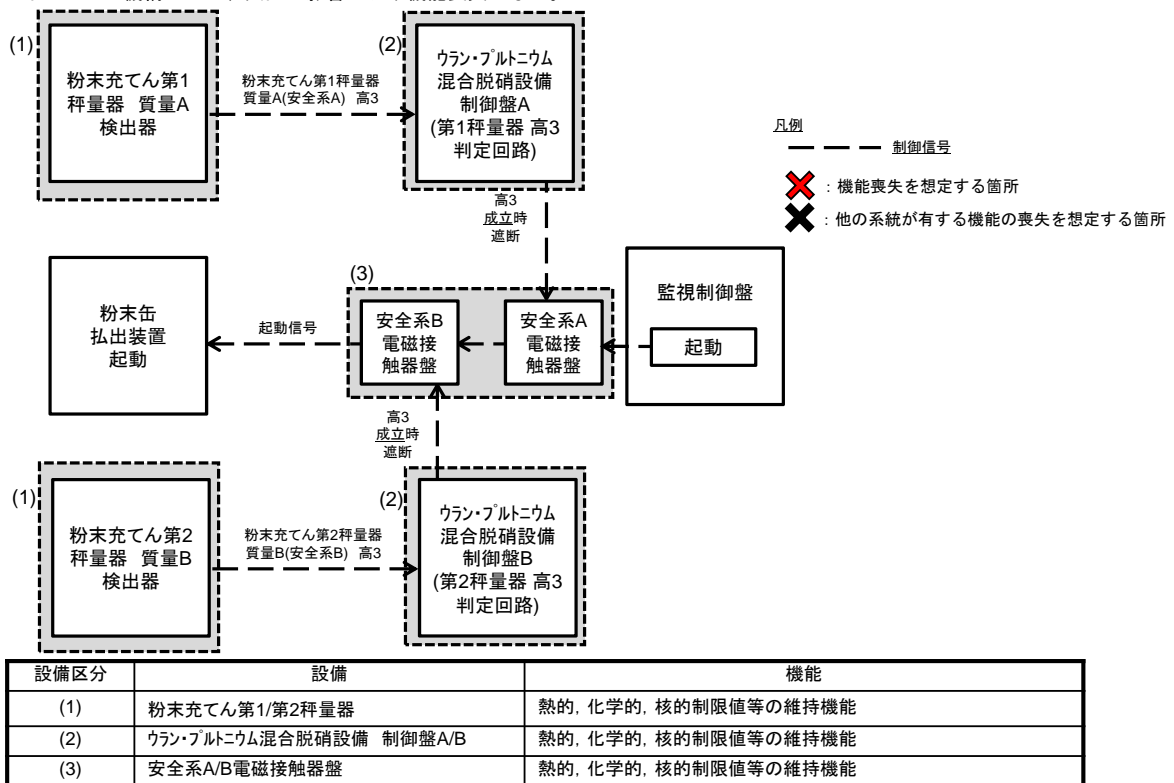 (1)
粉末充てん第1
秤量器 質量A
検出器
粉末充てん第1秤量器
質量A(安全系A) 高3
(2)
ウラン・プルトニウム
混合脱硝設備
制御盤A
(第1秤量器 高3
判定回路)
凡例
制御信号
：機能喪失を想定する箇所
：他の系統が有する機能の喪失を想定する箇所
高3
成立時
遮断
粉末缶
払出装置
起動
起動信号
(3)
安全系B
電磁接
触器盤
安全系A
電磁接
触器盤
監視制御盤
起動
高3
成立時
遮断
(1)
粉末充てん第2
秤量器 質量B
検出器
粉末充てん第2秤量器
質量B(安全系B) 高3
(2)
ウラン・プルトニウム
混合脱硝設備
制御盤B
(第2秤量器 高3
判定回路)
設備区分 設備 機能
(1) 粉末充てん第1/第2秤量器 熱的，化学的，核的制限値等の維持機能
(2) ウラン・プルトニウム混合脱硝設備 制御盤A/B 熱的，化学的，核的制限値等の維持機能
(3) 安全系A/B電磁接触器盤 熱的，化学的，核的制限値等の維持機能